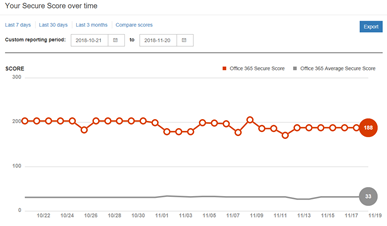 Your Secure Score over time
Last 7 days Last 30 days Last 3 months Compare scores
Export
Custom reporting period: 2018-10-21 to 2018-11-20
SCORE
Office 365 Secure Score Office 365 Average Secure Score
300
200
188
100
33
0
10/22 10/24 10/26 10/28 10/30 11/01 11/03 11/05 11/07 11/09 11/11 11/13 11/15 11/17 11/19